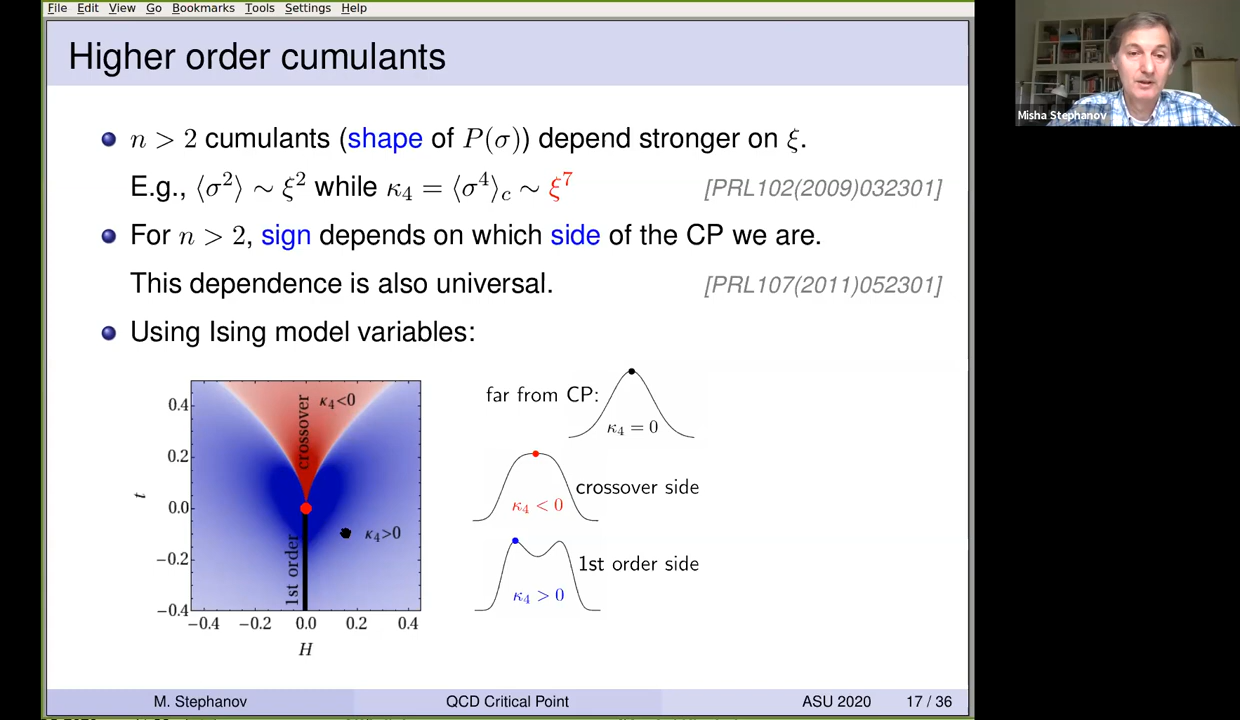 File Edit View Go Bookmarks Tools Settings Help
Higher order cumulants
n > 2 cumulants (shape of P(σ)) depend stronger on ξ.
E.g., ⟨σ²⟩ ∼ ξ² while κ₄ = ⟨σ⁴⟩c ∼ ξ⁷ [PRL102(2009)032301]
For n > 2, sign depends on which side of the CP we are.
This dependence is also universal. [PRL107(2011)052301]
Using Ising model variables:
0.4
0.2
0.0
−0.2
−0.4
t
−0.4 −0.2 0.0 0.2 0.4
H
crossover
κ₄<0
κ₄>0
1st order
far from CP:
κ₄ = 0
crossover side
κ₄ < 0
1st order side
κ₄ > 0
M. Stephanov QCD Critical Point ASU 2020 17 / 36
Misha Stephanov